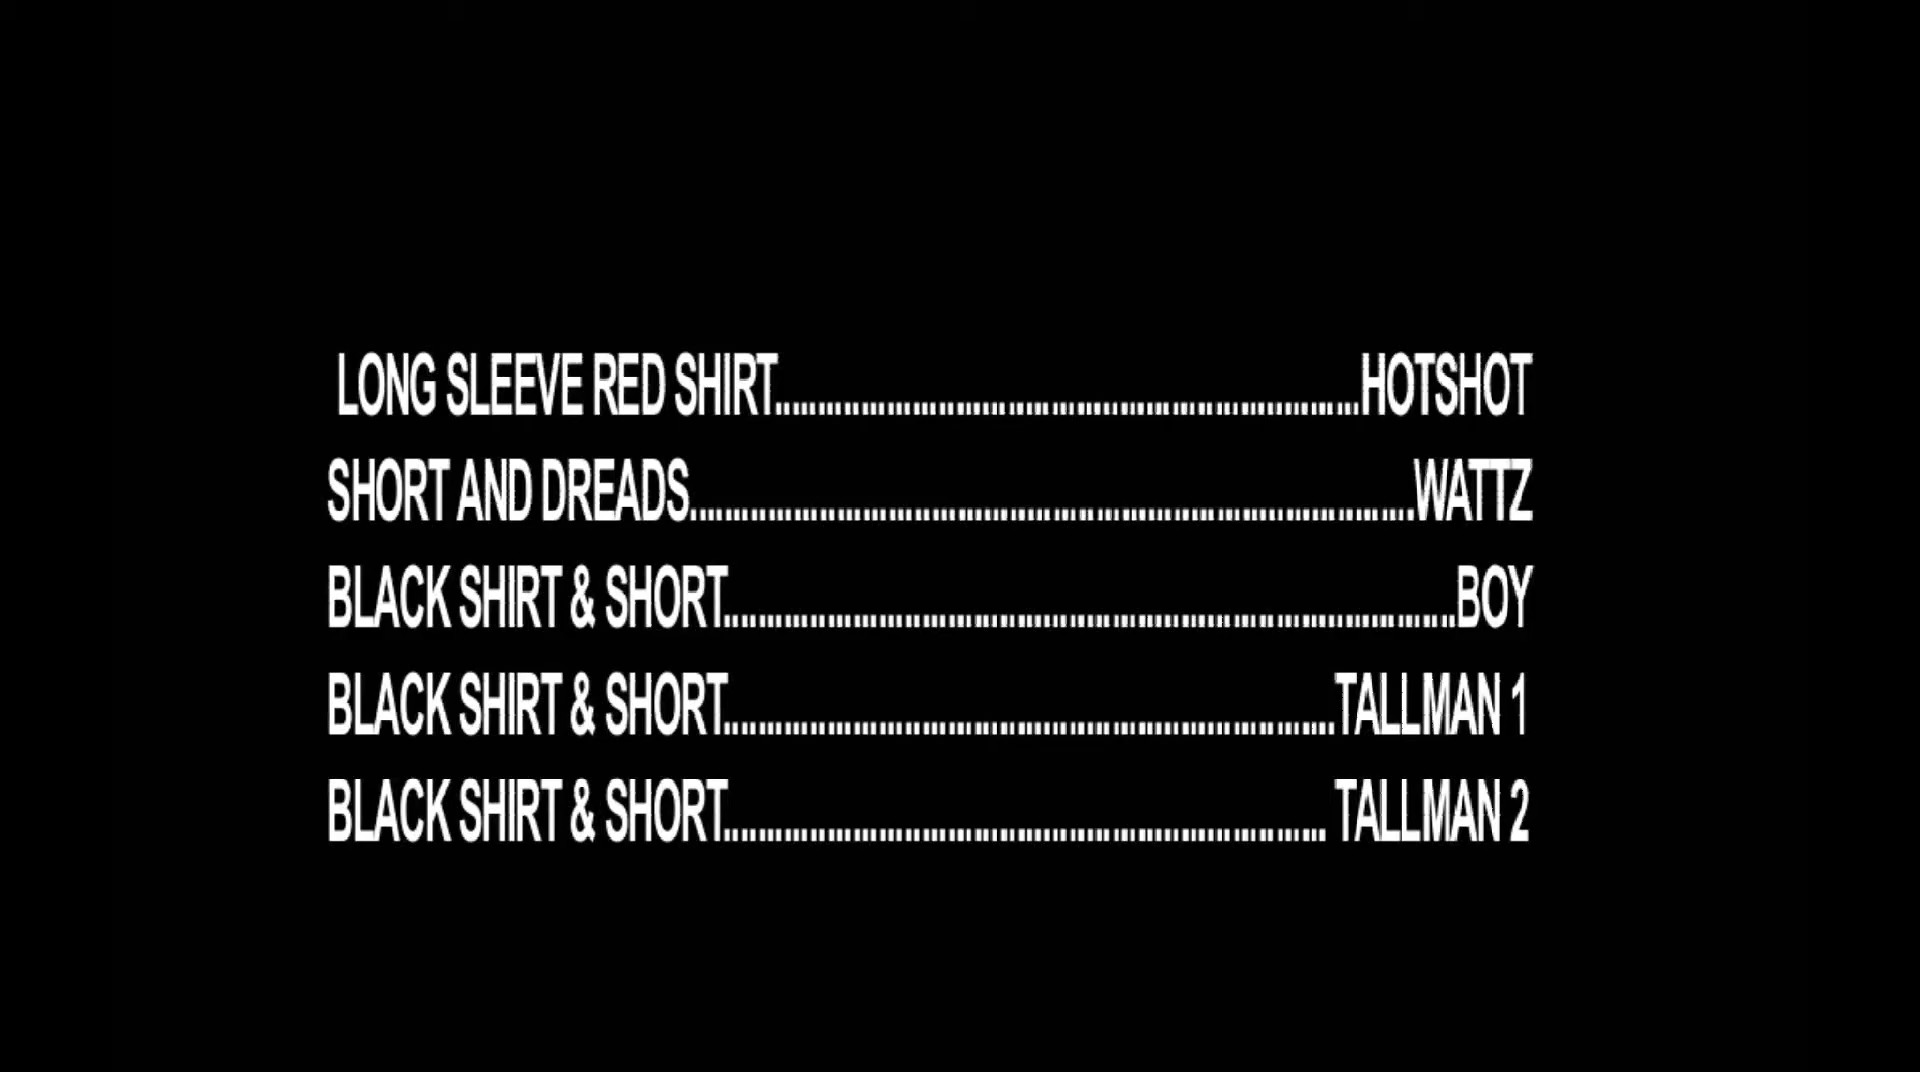 LONG SLEEVE RED SHIRT..........................................................................HOTSHOT
SHORT AND DREADS..........................................................................................WATTZ
BLACK SHIRT & SHORT..........................................................................................BOY
BLACK SHIRT & SHORT............................................................................TALLMAN 1
BLACK SHIRT & SHORT........................................................................... TALLMAN 2